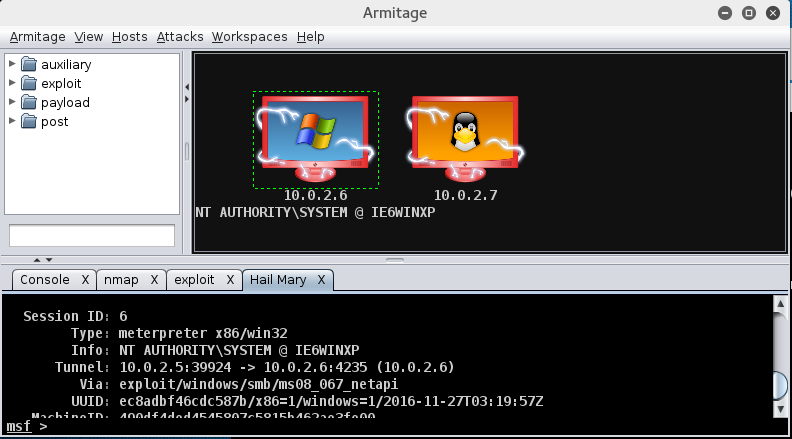 Armitage
Armitage View Hosts Attacks Workspaces Help
auxiliary
exploit
payload
post
10.0.2.6
10.0.2.7
NT AUTHORITY\SYSTEM @ IE6WINXP
Console X nmap X exploit X Hail Mary X
Session ID: 6
Type: meterpreter x86/win32
Info: NT AUTHORITY\SYSTEM @ IE6WINXP
Tunnel: 10.0.2.5:39924 -> 10.0.2.6:4235 (10.0.2.6)
Via: exploit/windows/smb/ms08_067_netapi
UUID: ec8adbf46cdc587b/x86=1/windows=1/2016-11-27T03:19:57Z
MachineID:
msf >